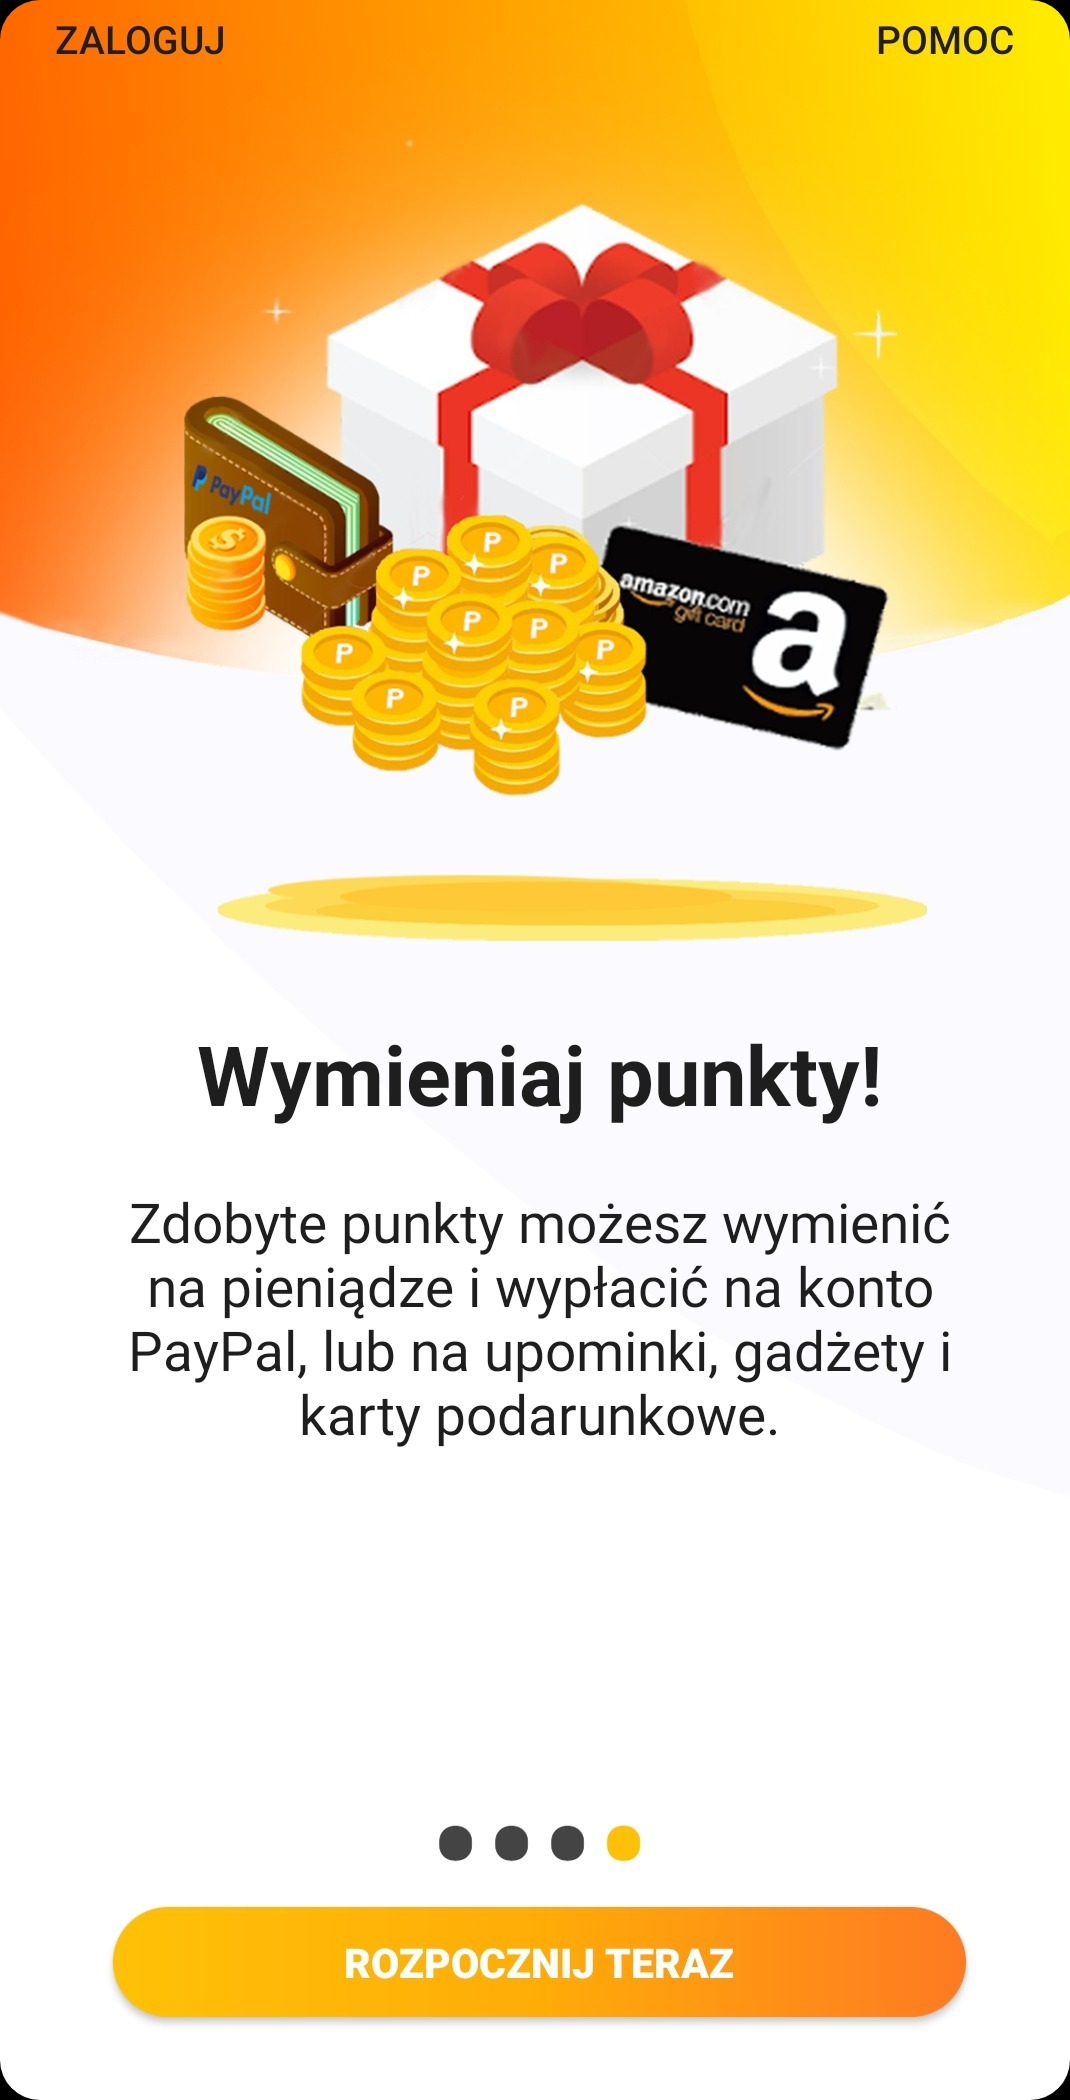 ZALOGUJ
POMOC
PayPal
$
P
P
P
P
P
P
P
P
P
amazon.com
gift card
a
Wymieniaj punkty!
Zdobyte punkty możesz wymienić
na pieniądze i wypłacić na konto
PayPal, lub na upominki, gadżety i
karty podarunkowe.
ROZPOCZNIJ TERAZ